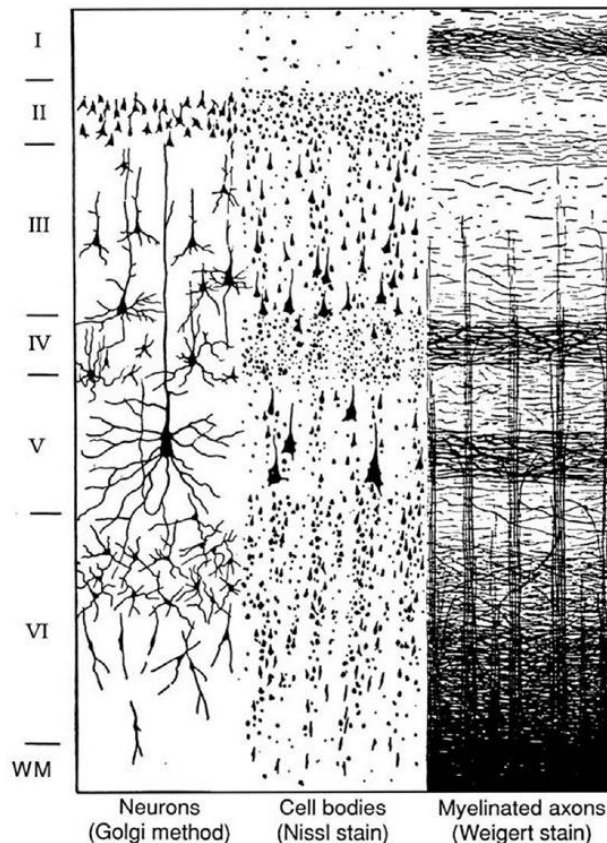 I
II
III
IV
V
VI
WM
Neurons
(Golgi method)
Cell bodies
(Nissl stain)
Myelinated axons
(Weigert stain)